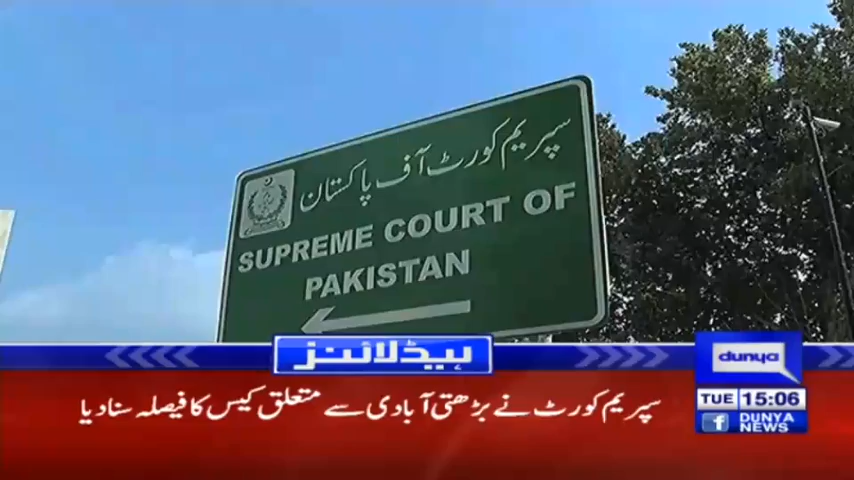 سپریم کورٹ آف پاکستان
SUPREME COURT OF
PAKISTAN
ہیڈلائنز
سپریم کورٹ نے بڑھتی آبادی سے متعلق کیس کا فیصلہ سنا دیا
dunya
TUE 15:06
f DUNYA NEWS